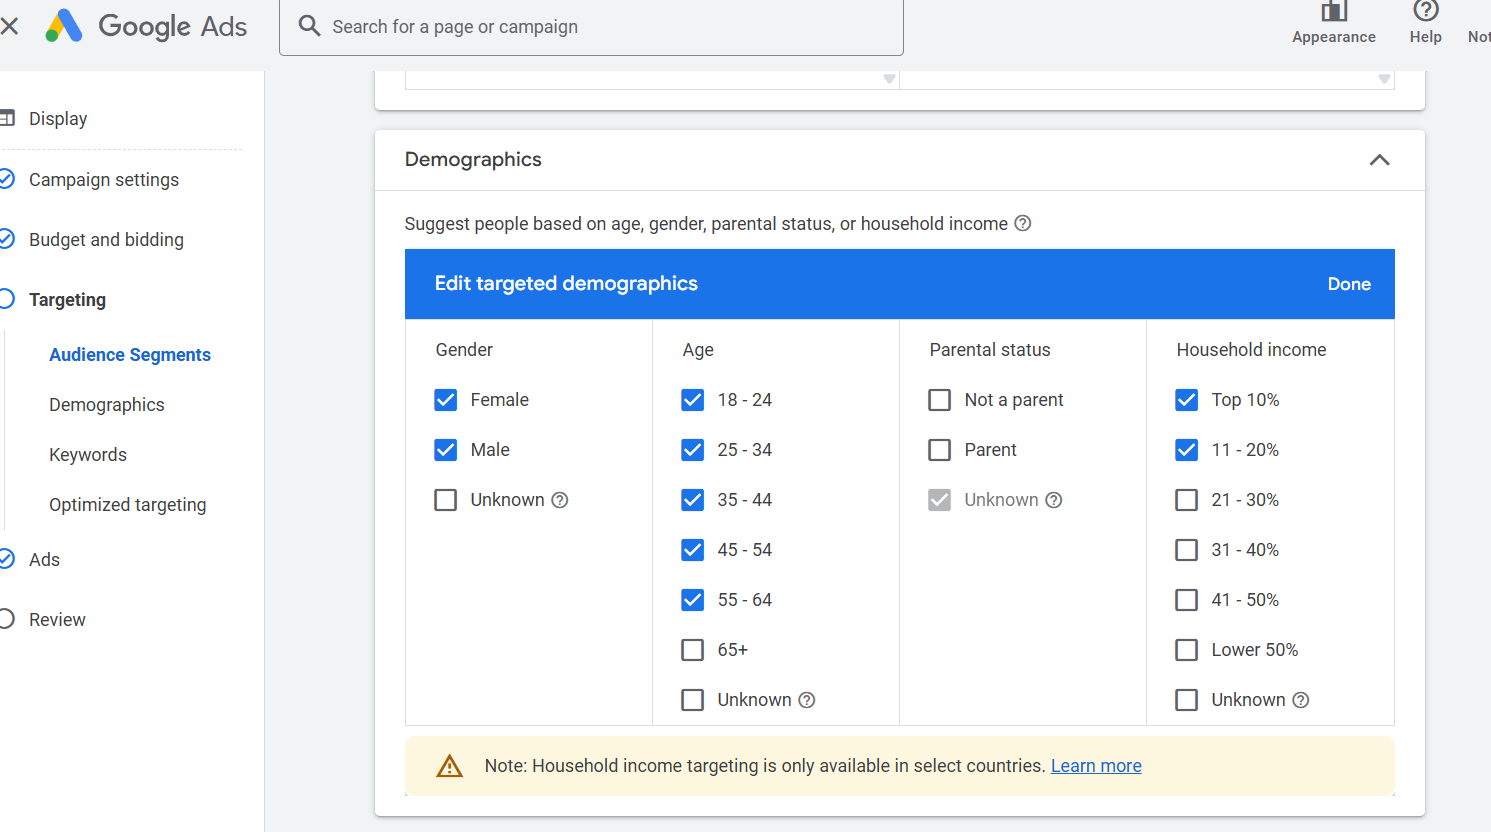 Google Ads
Search for a page or campaign
Appearance
Help
Not
Display
Campaign settings
Budget and bidding
Targeting
Audience Segments
Demographics
Keywords
Optimized targeting
Ads
Review
Demographics
Suggest people based on age, gender, parental status, or household income
Edit targeted demographics
Done
Gender
Female
Male
Unknown
Age
18 - 24
25 - 34
35 - 44
45 - 54
55 - 64
65+
Unknown
Parental status
Not a parent
Parent
Unknown
Household income
Top 10%
11 - 20%
21 - 30%
31 - 40%
41 - 50%
Lower 50%
Unknown
Note: Household income targeting is only available in select countries. Learn more